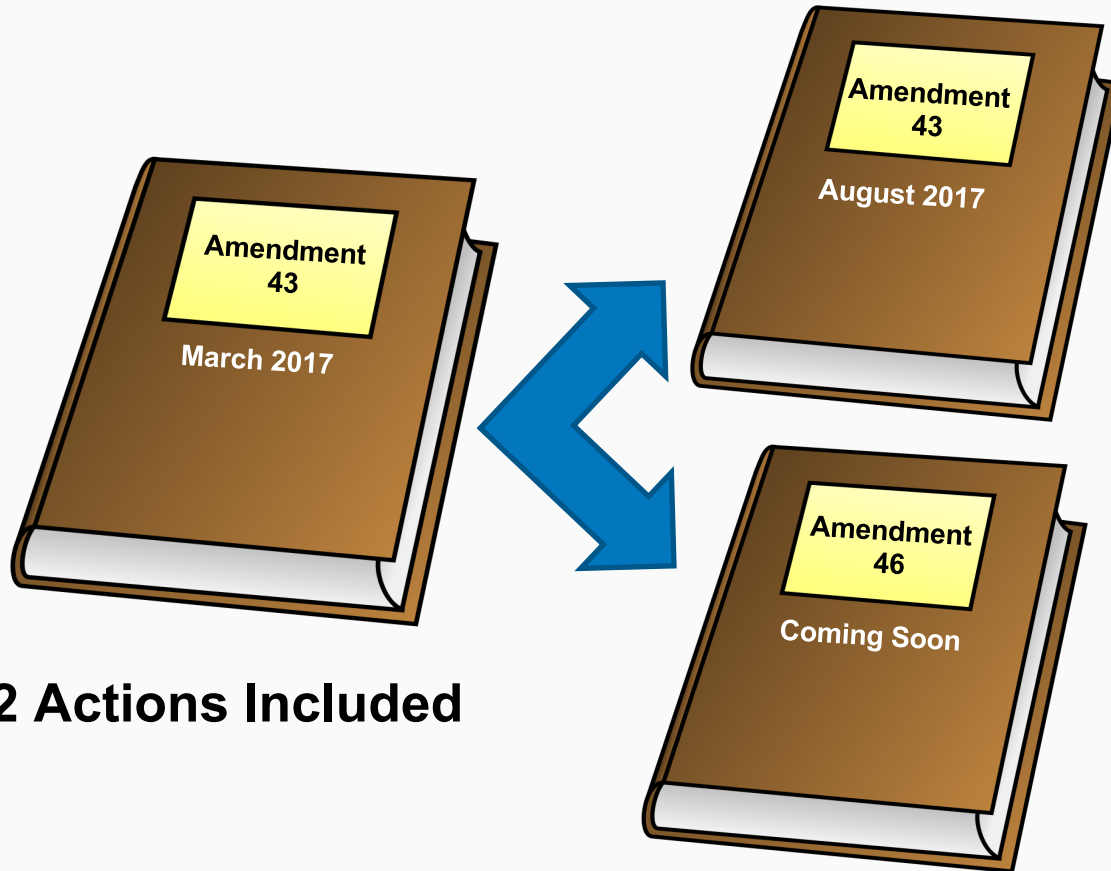 Amendment
43
March 2017
Amendment
43
August 2017
Amendment
46
Coming Soon
2 Actions Included